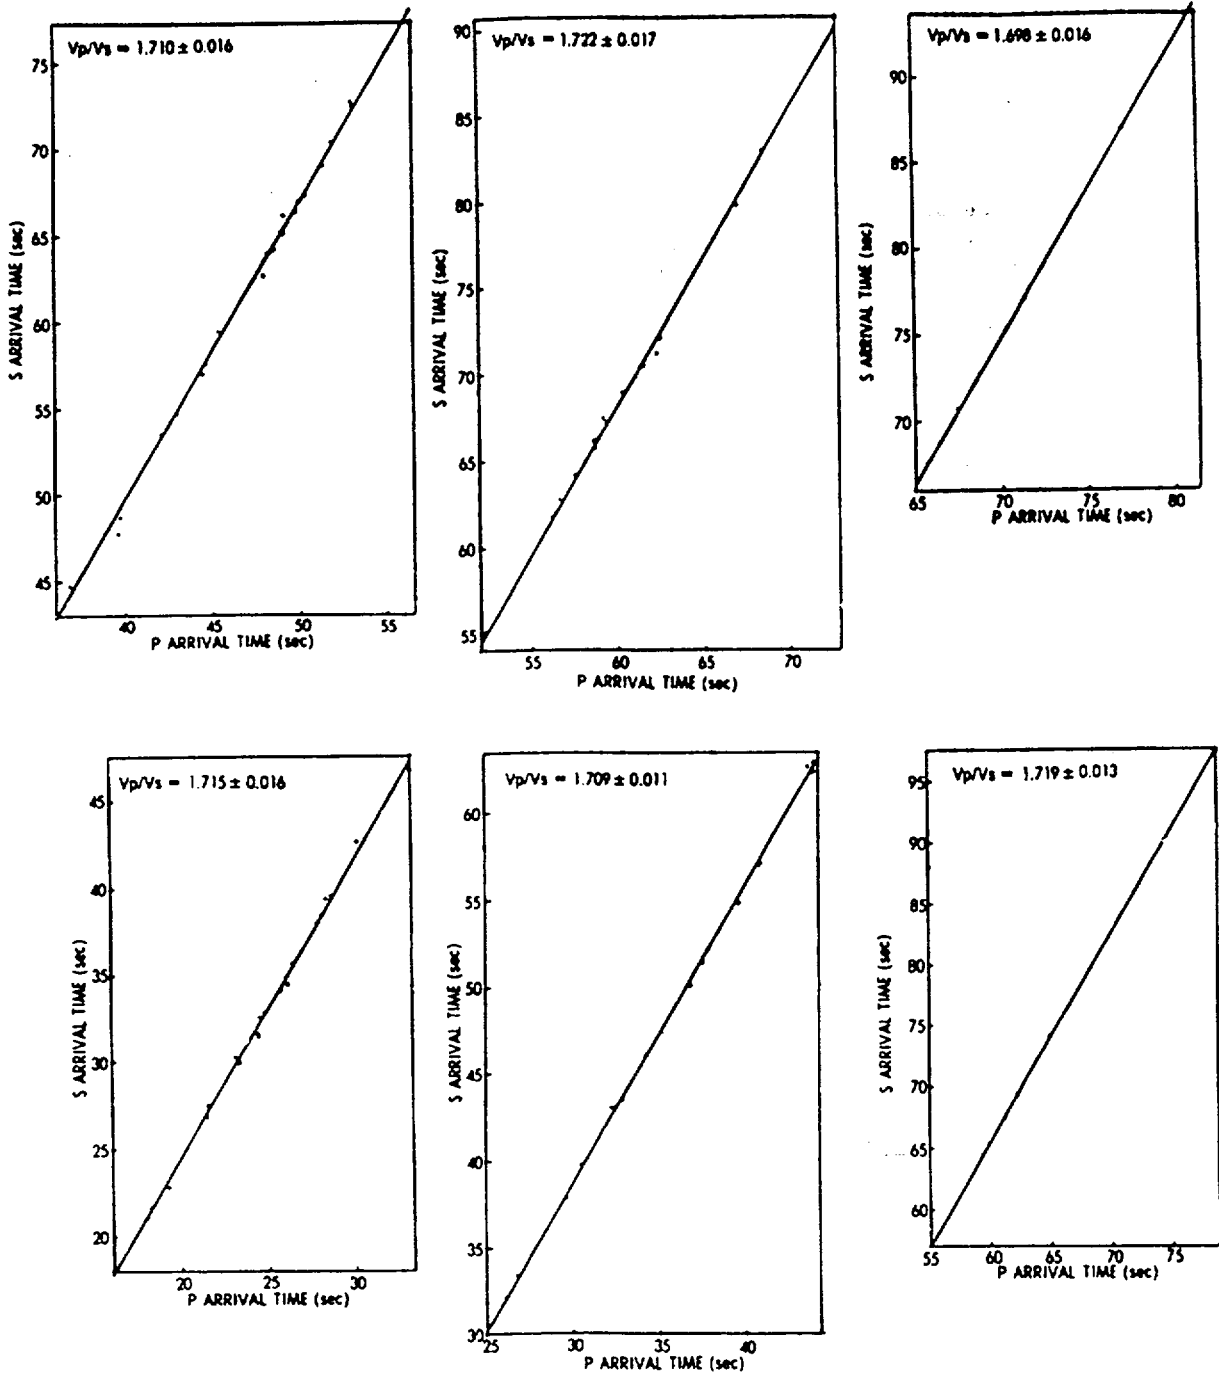 Vp/Vs = 1.710 ± 0.016
75
70
65
60
55
50
45
S ARRIVAL TIME (sec)
40 45 50 55
P ARRIVAL TIME (sec)
Vp/Vs = 1.722 ± 0.017
90
85
80
75
70
65
60
55
S ARRIVAL TIME (sec)
55 60 65 70
P ARRIVAL TIME (sec)
Vp/Vs = 1.698 ± 0.016
90
85
80
75
70
S ARRIVAL TIME (sec)
65 70 75 80
P ARRIVAL TIME (sec)
Vp/Vs = 1.715 ± 0.016
45
40
35
30
25
20
S ARRIVAL TIME (sec)
20 25 30
P ARRIVAL TIME (sec)
Vp/Vs = 1.709 ± 0.011
60
55
50
45
40
35
30
S ARRIVAL TIME (sec)
25 30 35 40
P ARRIVAL TIME (sec)
Vp/Vs = 1.719 ± 0.013
95
90
85
80
75
70
65
60
S ARRIVAL TIME (sec)
55 60 65 70 75
P ARRIVAL TIME (sec)